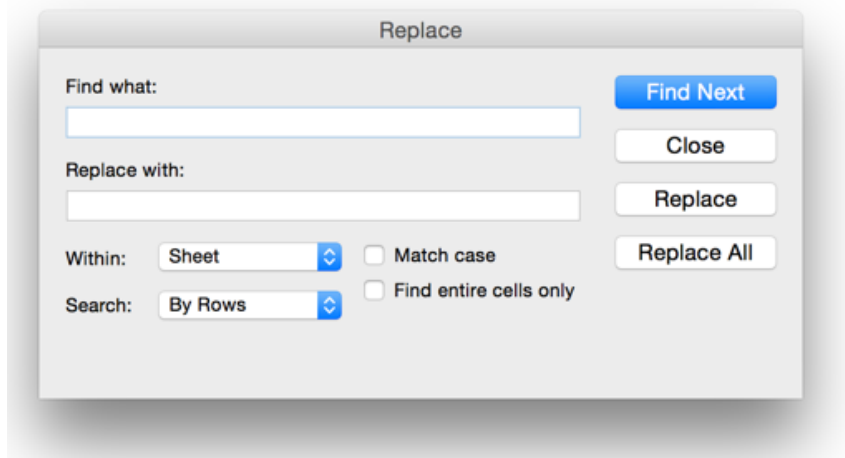 Replace
Find what:
Find Next
Close
Replace with:
Replace
Within: Sheet
Match case
Replace All
Search: By Rows
Find entire cells only